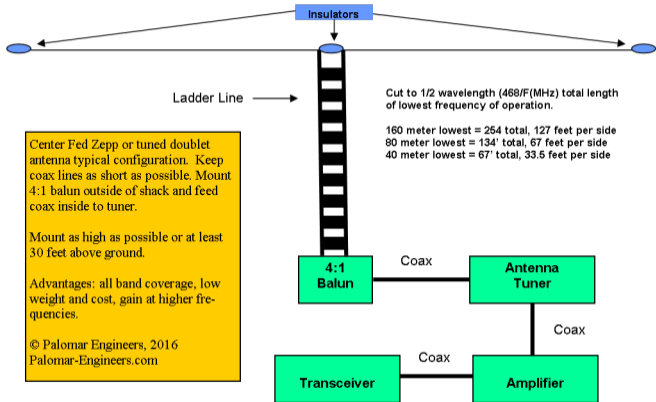 Insulators
Ladder Line
Cut to 1/2 wavelength (468/F(MHz) total length
of lowest frequency of operation.
160 meter lowest = 254 total, 127 feet per side
80 meter lowest = 134' total, 67 feet per side
40 meter lowest = 67' total, 33.5 feet per side
Center Fed Zepp or tuned doublet
antenna typical configuration. Keep
coax lines as short as possible. Mount
4:1 balun outside of shack and feed
coax inside to tuner.
Mount as high as possible or at least
30 feet above ground.
Advantages: all band coverage, low
weight and cost, gain at higher fre-
quencies.
© Palomar Engineers, 2016
Palomar-Engineers.com
4:1
Balun
Coax
Antenna
Tuner
Coax
Transceiver
Coax
Amplifier